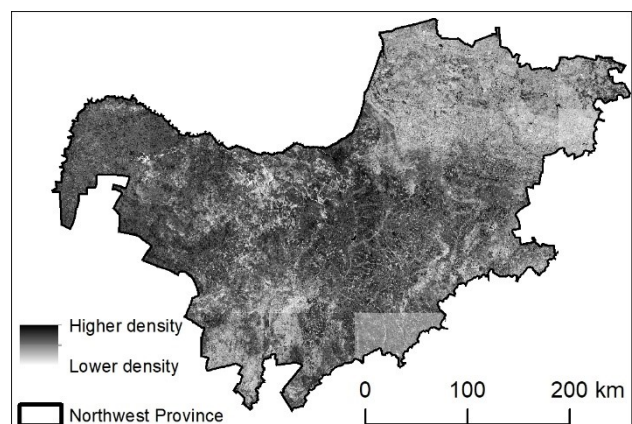 Higher density
Lower density
Northwest Province
0 100 200 km